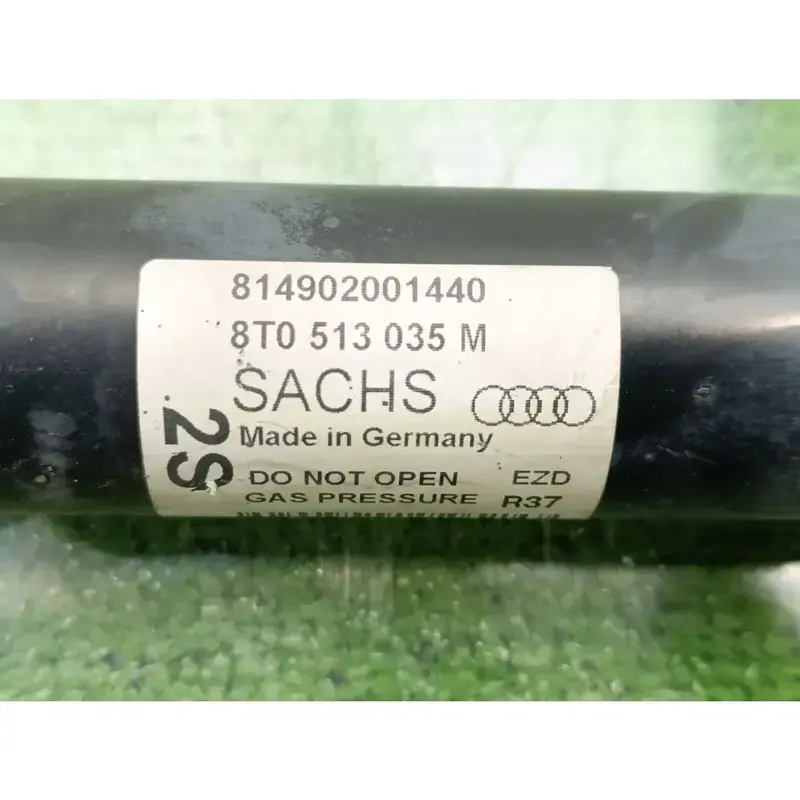 814902001440
8T0 513 035 M
SACHS
Made in Germany
2S
DO NOT OPEN EZD
GAS PRESSURE R37